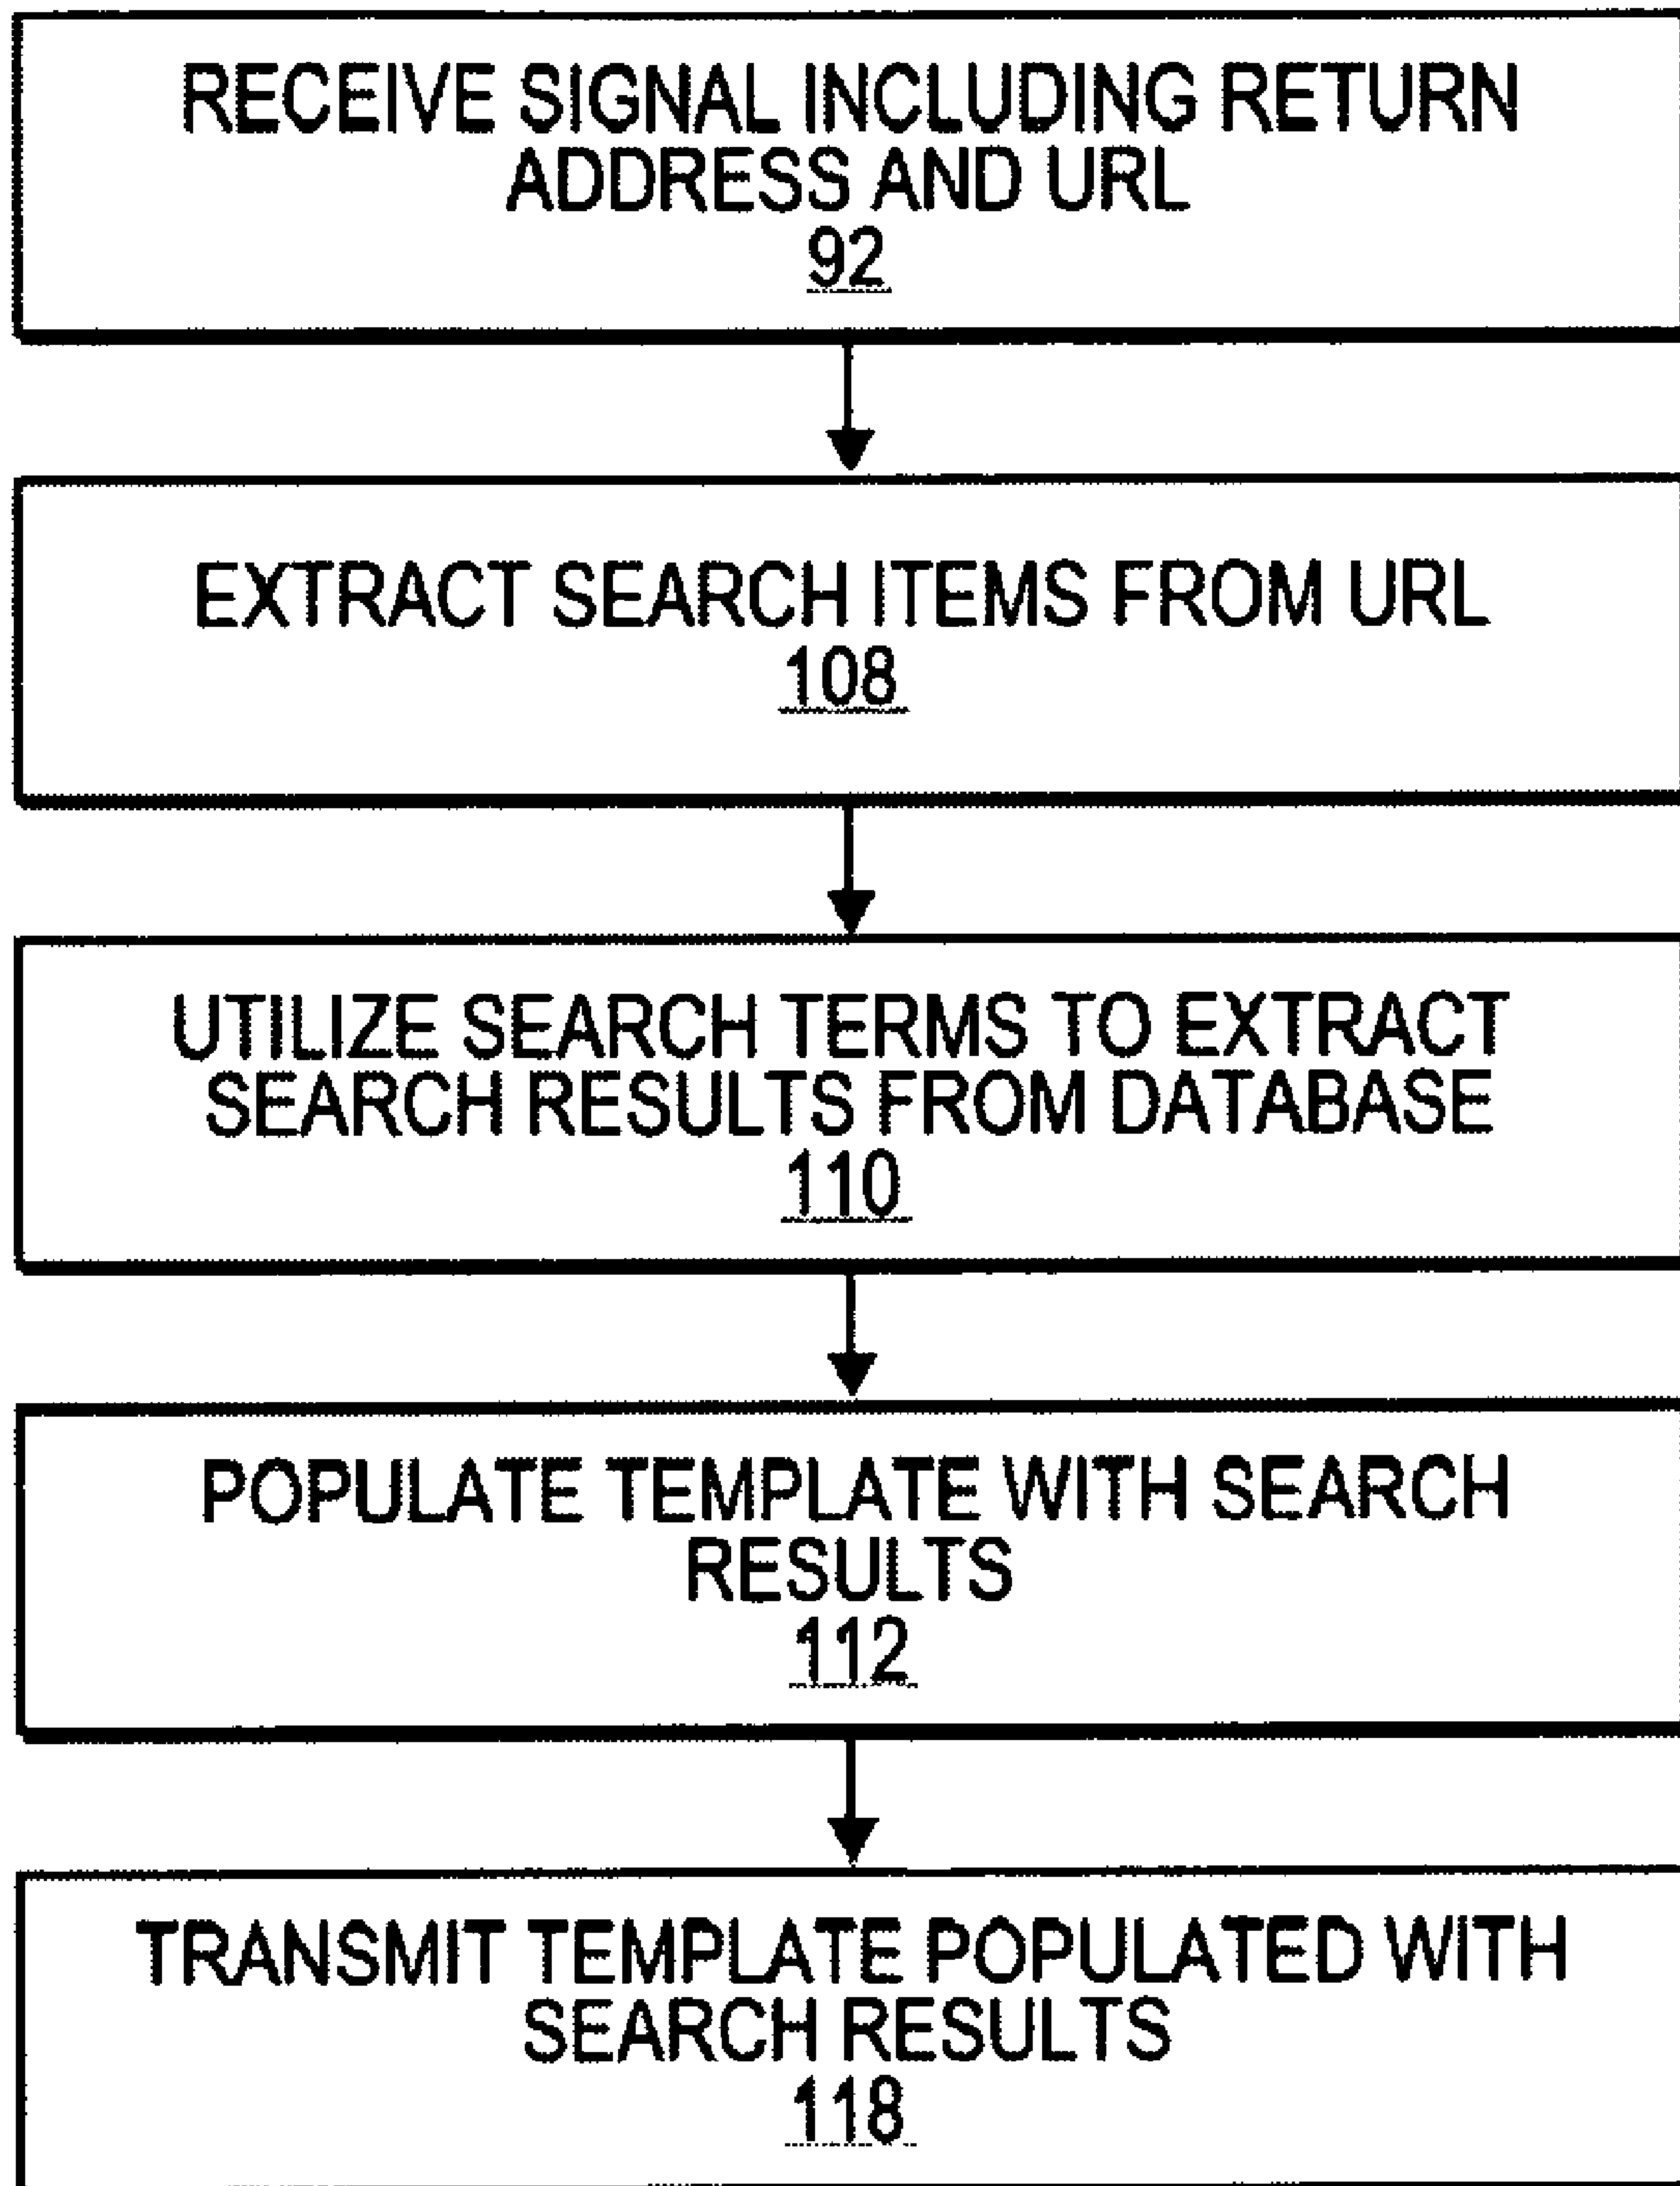 RECEIVE SIGNAL INCLUDING RETURN
ADDRESS AND URL
92
EXTRACT SEARCH ITEMS FROM URL
108
UTILIZE SEARCH TERMS TO EXTRACT
SEARCH RESULTS FROM DATABASE
110
POPULATE TEMPLATE WITH SEARCH
RESULTS
112
TRANSMIT TEMPLATE POPULATED WITH
SEARCH RESULTS
118